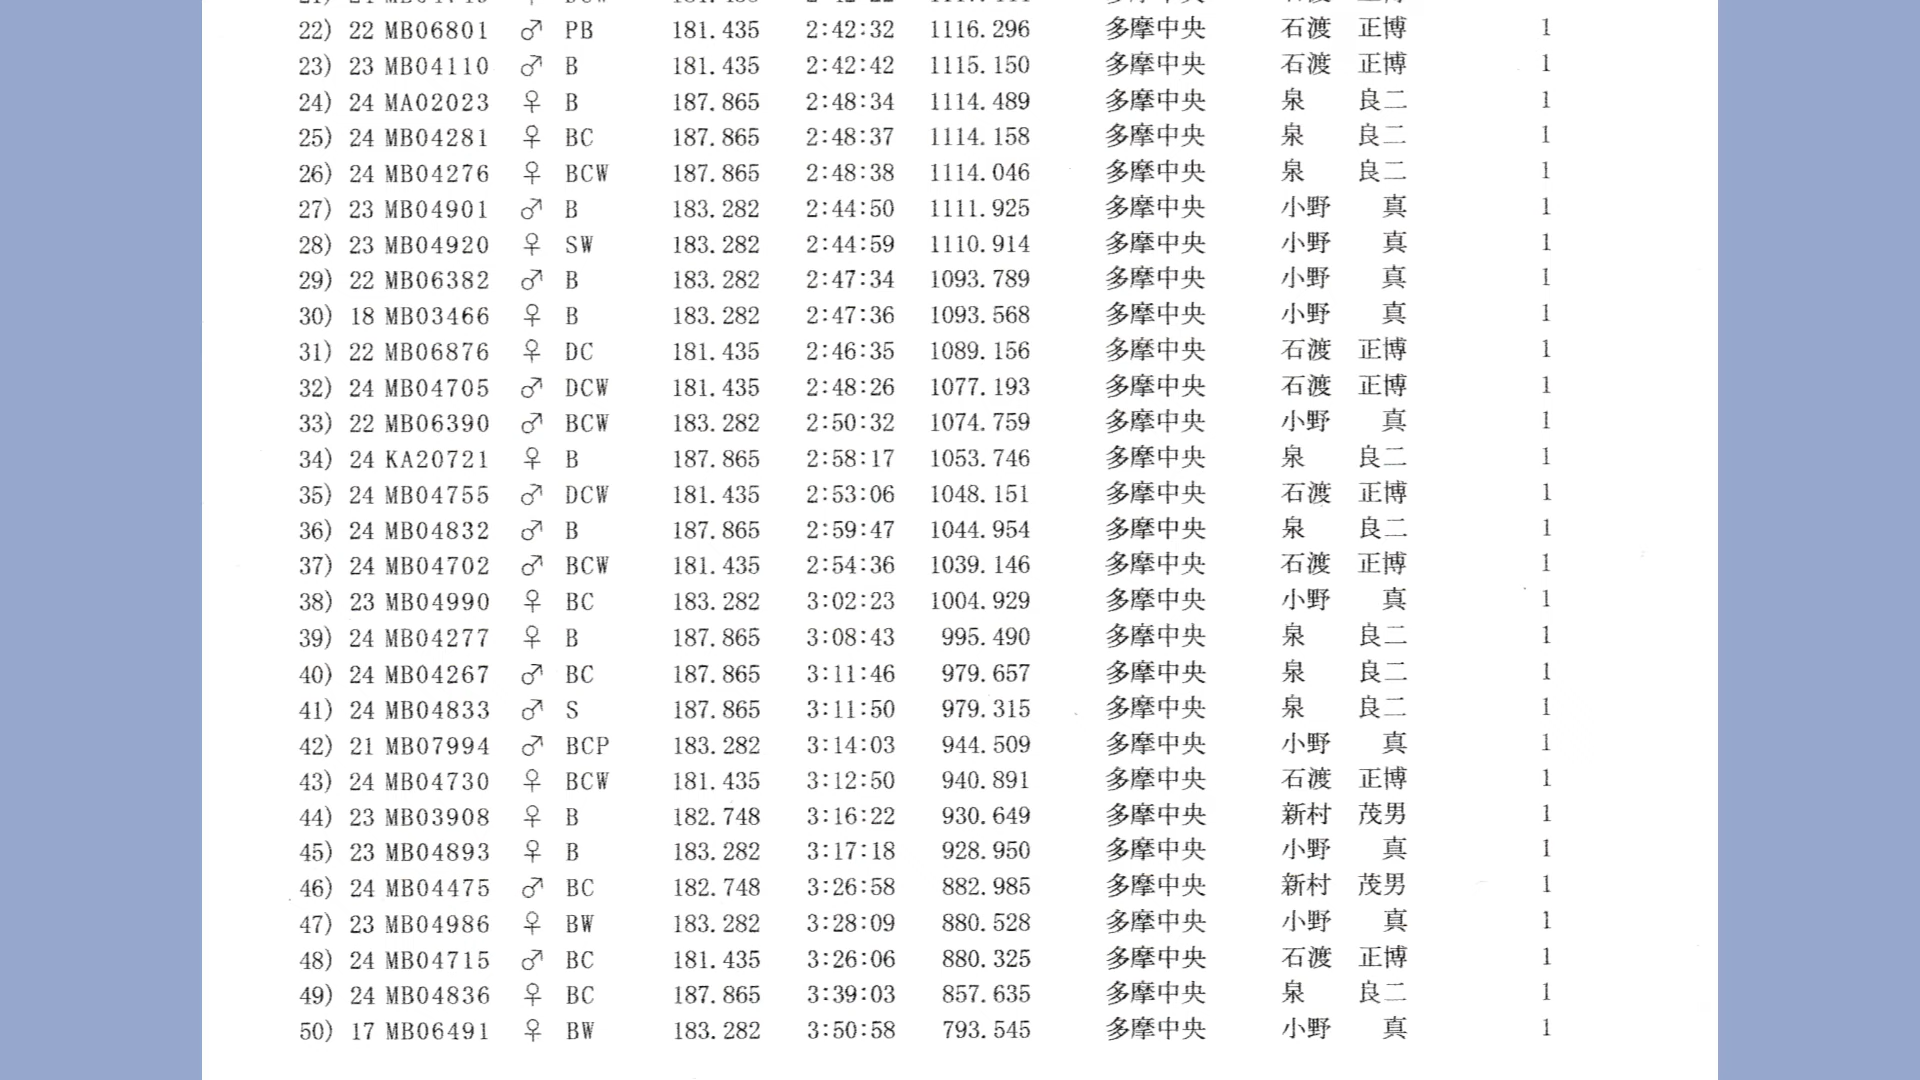 22) 22 MB06801 ♂ PB 181.435 2:42:32 1116.296 多摩中央 石渡 正博 1
23) 23 MB04110 ♂ B 181.435 2:42:42 1115.150 多摩中央 石渡 正博 1
24) 24 MA02023 ♀ B 187.865 2:48:34 1114.489 多摩中央 泉 良二 1
25) 24 MB04281 ♀ BC 187.865 2:48:37 1114.158 多摩中央 泉 良二 1
26) 24 MB04276 ♀ BCW 187.865 2:48:38 1114.046 多摩中央 泉 良二 1
27) 23 MB04901 ♂ B 183.282 2:44:50 1111.925 多摩中央 小野 真 1
28) 23 MB04920 ♀ SW 183.282 2:44:59 1110.914 多摩中央 小野 真 1
29) 22 MB06382 ♂ B 183.282 2:47:34 1093.789 多摩中央 小野 真 1
30) 18 MB03466 ♀ B 183.282 2:47:36 1093.568 多摩中央 小野 真 1
31) 22 MB06876 ♀ DC 181.435 2:46:35 1089.156 多摩中央 石渡 正博 1
32) 24 MB04705 ♂ DCW 181.435 2:48:26 1077.193 多摩中央 石渡 正博 1
33) 22 MB06390 ♂ BCW 183.282 2:50:32 1074.759 多摩中央 小野 真 1
34) 24 KA20721 ♀ B 187.865 2:58:17 1053.746 多摩中央 泉 良二 1
35) 24 MB04755 ♂ DCW 181.435 2:53:06 1048.151 多摩中央 石渡 正博 1
36) 24 MB04832 ♂ B 187.865 2:59:47 1044.954 多摩中央 泉 良二 1
37) 24 MB04702 ♂ BCW 181.435 2:54:36 1039.146 多摩中央 石渡 正博 1
38) 23 MB04990 ♀ BC 183.282 3:02:23 1004.929 多摩中央 小野 真 1
39) 24 MB04277 ♀ B 187.865 3:08:43 995.490 多摩中央 泉 良二 1
40) 24 MB04267 ♂ BC 187.865 3:11:46 979.657 多摩中央 泉 良二 1
41) 24 MB04833 ♂ S 187.865 3:11:50 979.315 多摩中央 泉 良二 1
42) 21 MB07994 ♂ BCP 183.282 3:14:03 944.509 多摩中央 小野 真 1
43) 24 MB04730 ♀ BCW 181.435 3:12:50 940.891 多摩中央 石渡 正博 1
44) 23 MB03908 ♀ B 182.748 3:16:22 930.649 多摩中央 新村 茂男 1
45) 23 MB04893 ♀ B 183.282 3:17:18 928.950 多摩中央 小野 真 1
46) 24 MB04475 ♂ BC 182.748 3:26:58 882.985 多摩中央 新村 茂男 1
47) 23 MB04986 ♀ BW 183.282 3:28:09 880.528 多摩中央 小野 真 1
48) 24 MB04715 ♂ BC 181.435 3:26:06 880.325 多摩中央 石渡 正博 1
49) 24 MB04836 ♀ BC 187.865 3:39:03 857.635 多摩中央 泉 良二 1
50) 17 MB06491 ♀ BW 183.282 3:50:58 793.545 多摩中央 小野 真 1